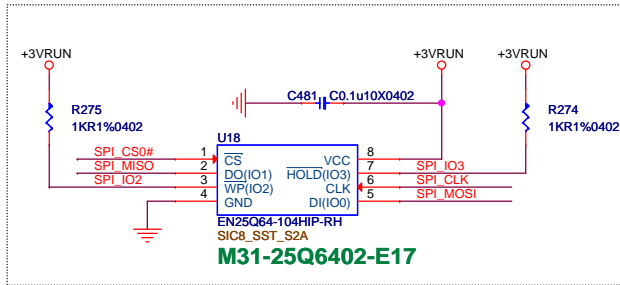 +3VRUN +3VRUN +3VRUN
C481 C0.1u10X0402
R275 R274
1KR1%0402 1KR1%0402
U18
SPI_CS0# 1 CS VCC 8
SPI_MISO 2 DO(IO1) HOLD(IO3) 7 SPI_IO3
SPI_IO2 3 WP(IO2) CLK 6 SPI_CLK
4 GND DI(IO0) 5 SPI_MOSI
EN25Q64-104HIP-RH
SIC8_SST_S2A
M31-25Q6402-E17